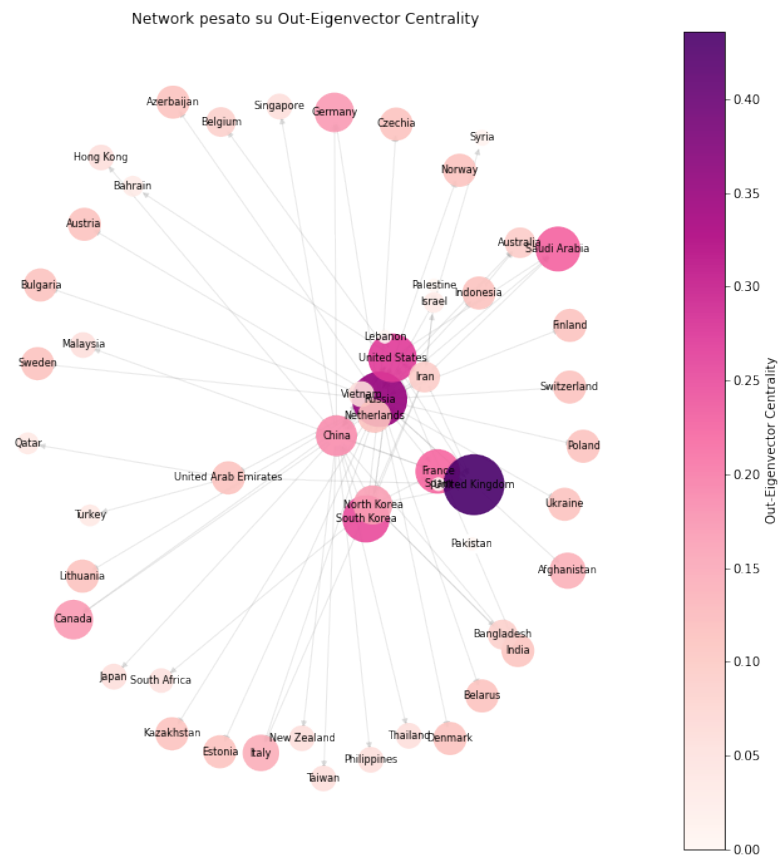 Network pesato su Out-Eigenvector Centrality
Azerbaijan
Singapore
Germany
Belgium
Czechia
Syria
Hong Kong
Norway
Bahrain
Austria
Australia
Saudi Arabia
Bulgaria
Palestine
Indonesia
Israel
Finland
Malaysia
Lebanon
United States
Sweden
Iran
Switzerland
Vietnam
Russia
Netherlands
China
Qatar
Poland
France
United Arab Emirates
Spain
United Kingdom
North Korea
Ukraine
Turkey
South Korea
Pakistan
Lithuania
Afghanistan
Canada
Bangladesh
India
Japan
South Africa
Belarus
Kazakhstan
New Zealand
Thailand
Denmark
Estonia
Italy
Philippines
Taiwan
0.40
0.35
0.30
0.25
0.20
0.15
0.10
0.05
0.00
Out-Eigenvector Centrality